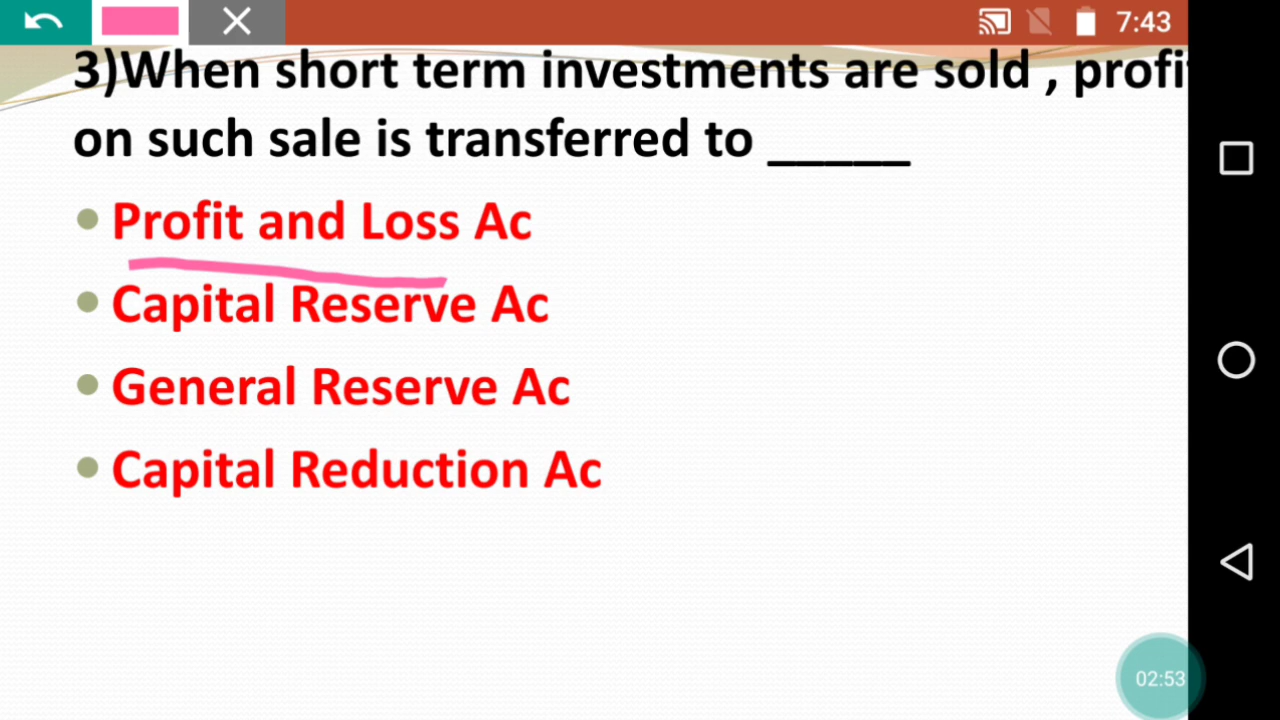 7:43
3)When short term investments are sold , profi
on such sale is transferred to _____
Profit and Loss Ac
Capital Reserve Ac
General Reserve Ac
Capital Reduction Ac
02:53